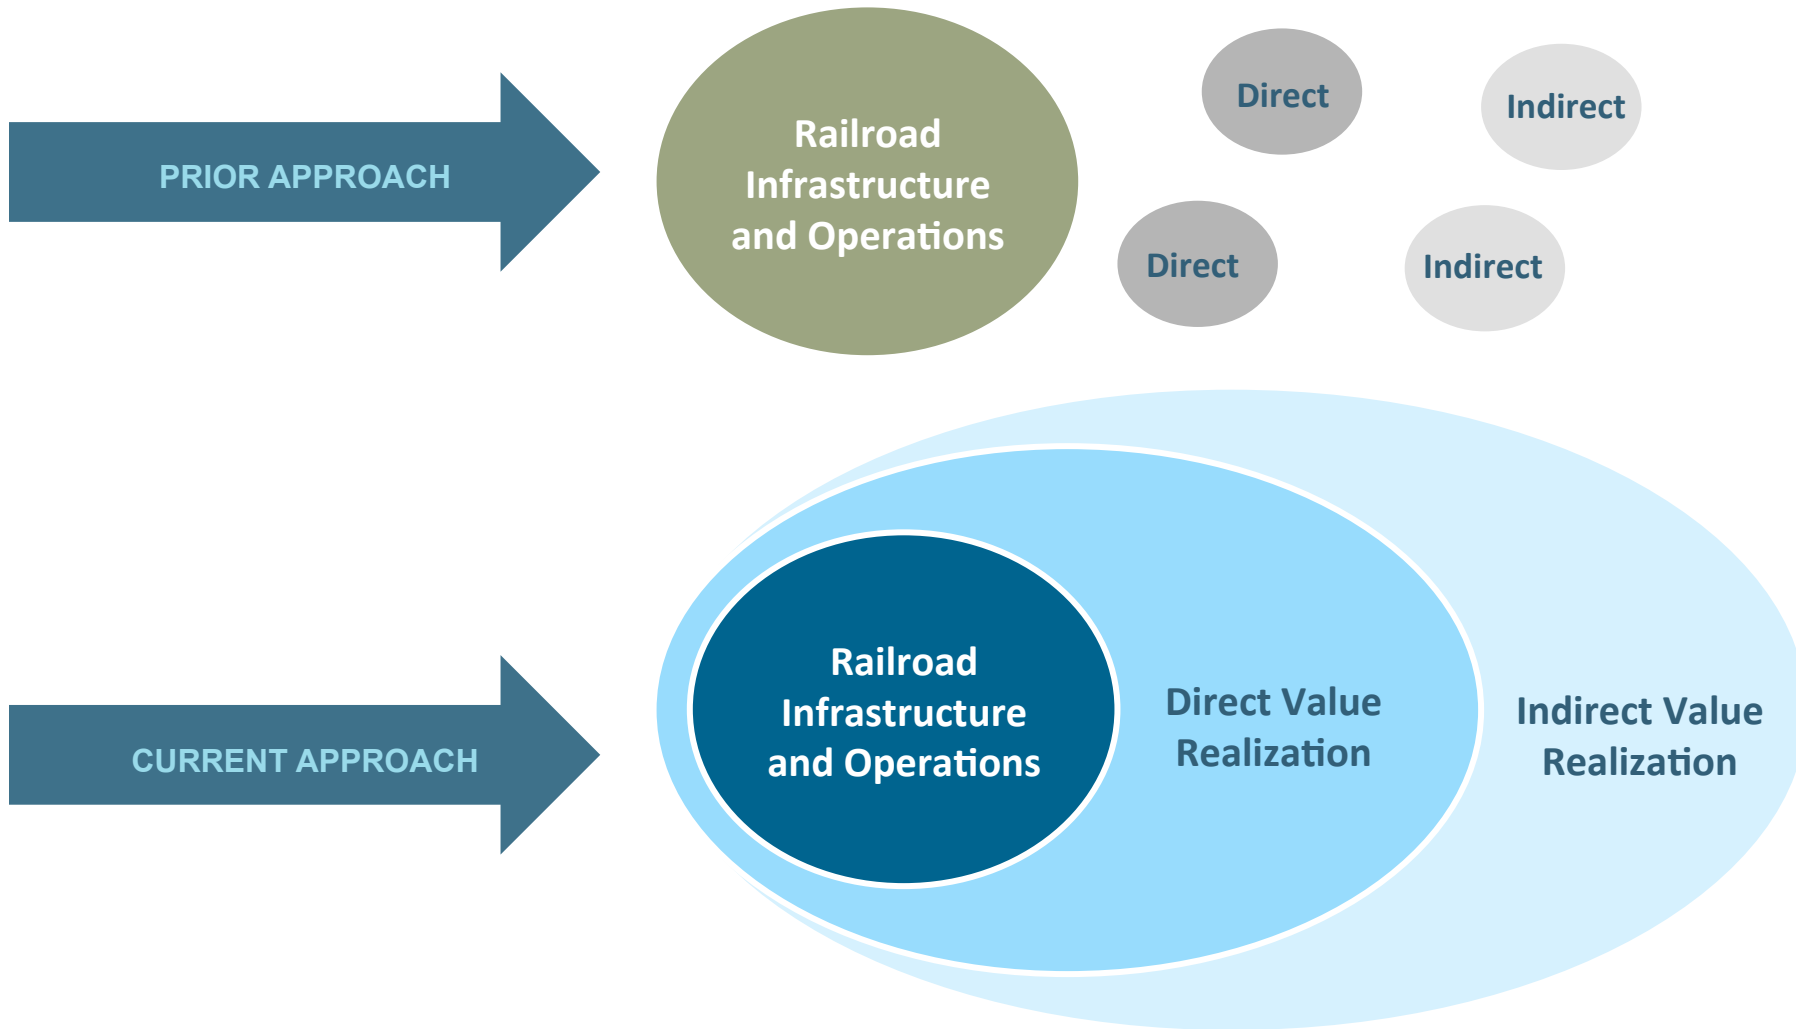 PRIOR APPROACH
Railroad
Infrastructure
and Operations
Direct
Indirect
Direct
Indirect
CURRENT APPROACH
Railroad
Infrastructure
and Operations
Direct Value
Realization
Indirect Value
Realization